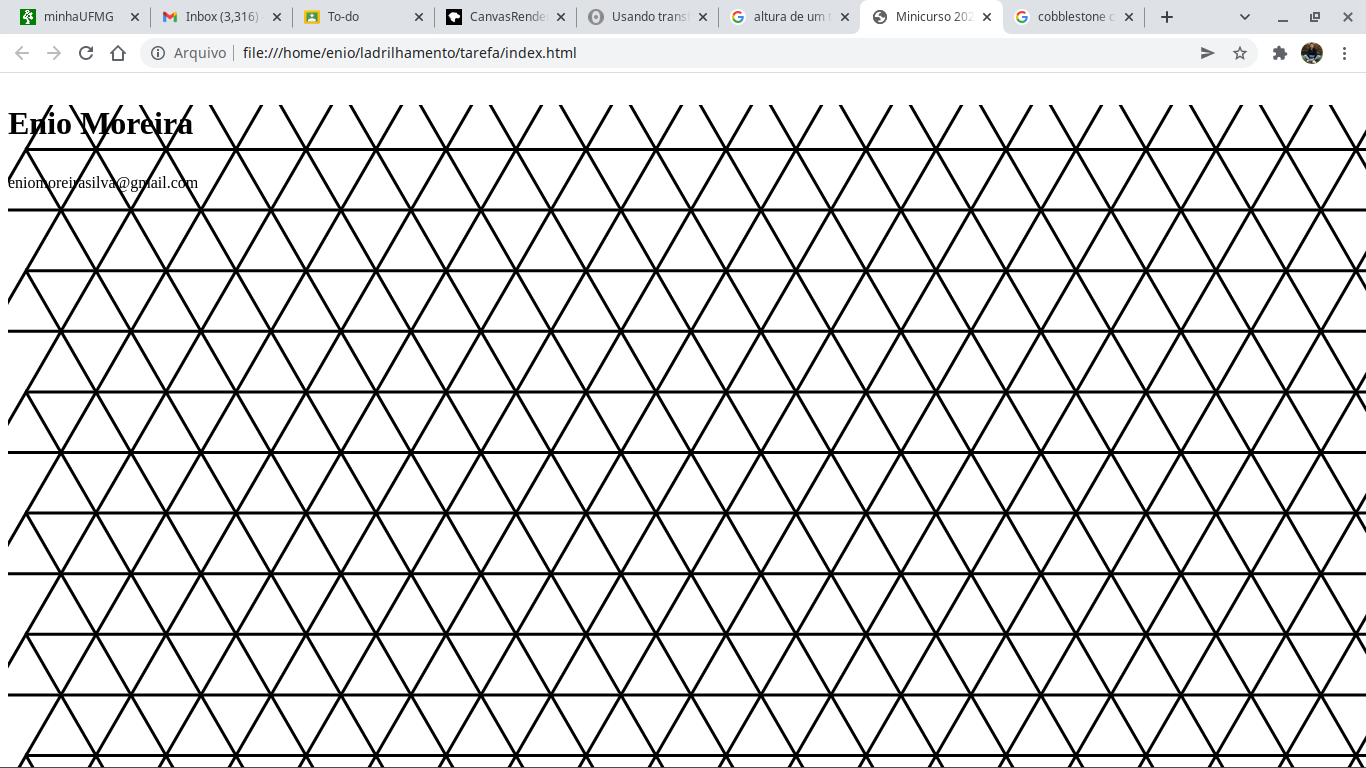 minhaUFMG
Inbox (3,316)
To-do
CanvasRende
Usando trans
altura de um
Minicurso 202
cobblestone c
Arquivo
file:///home/enio/ladrilhamento/tarefa/index.html
Enio Moreira
eniomoreirasilva@gmail.com